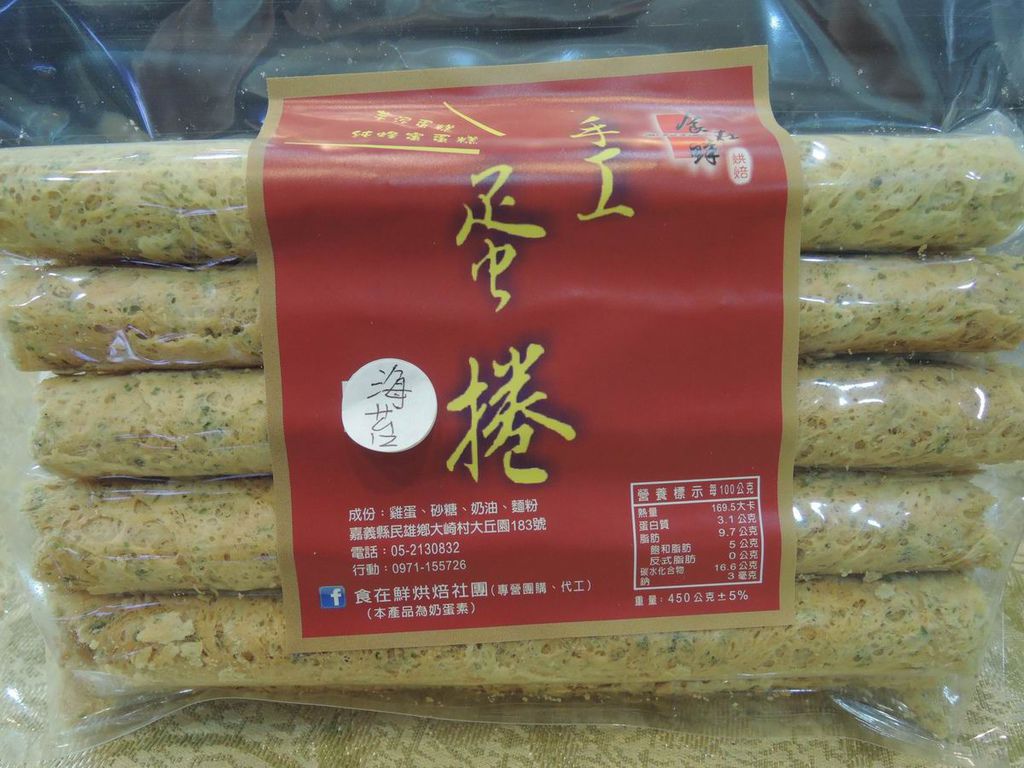 手工
蛋捲
食在鮮
烘焙
海苔
成份：雞蛋、砂糖、奶油、麵粉
嘉義縣民雄鄉大崎村大丘園183號
電話：05-2130832
行動：0971-155726
食在鮮烘焙社團(專營團購、代工)
(本產品為奶蛋素)
營養標示 每100公克
熱量 169.5大卡
蛋白質 3.1公克
脂肪 9.7公克
飽和脂肪 5公克
反式脂肪 0公克
碳水化合物 16.6公克
鈉 3毫克
重量：450公克±5%